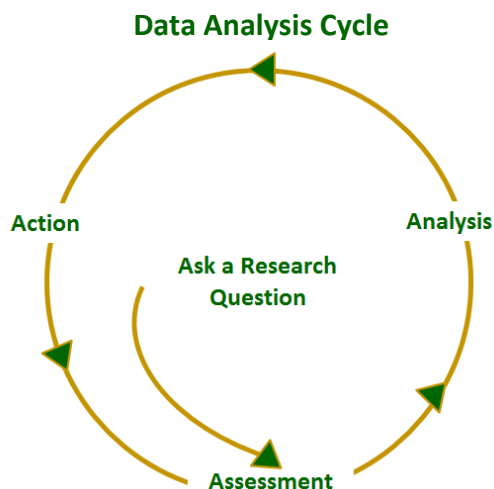 Data Analysis Cycle
Action
Analysis
Ask a Research
Question
Assessment